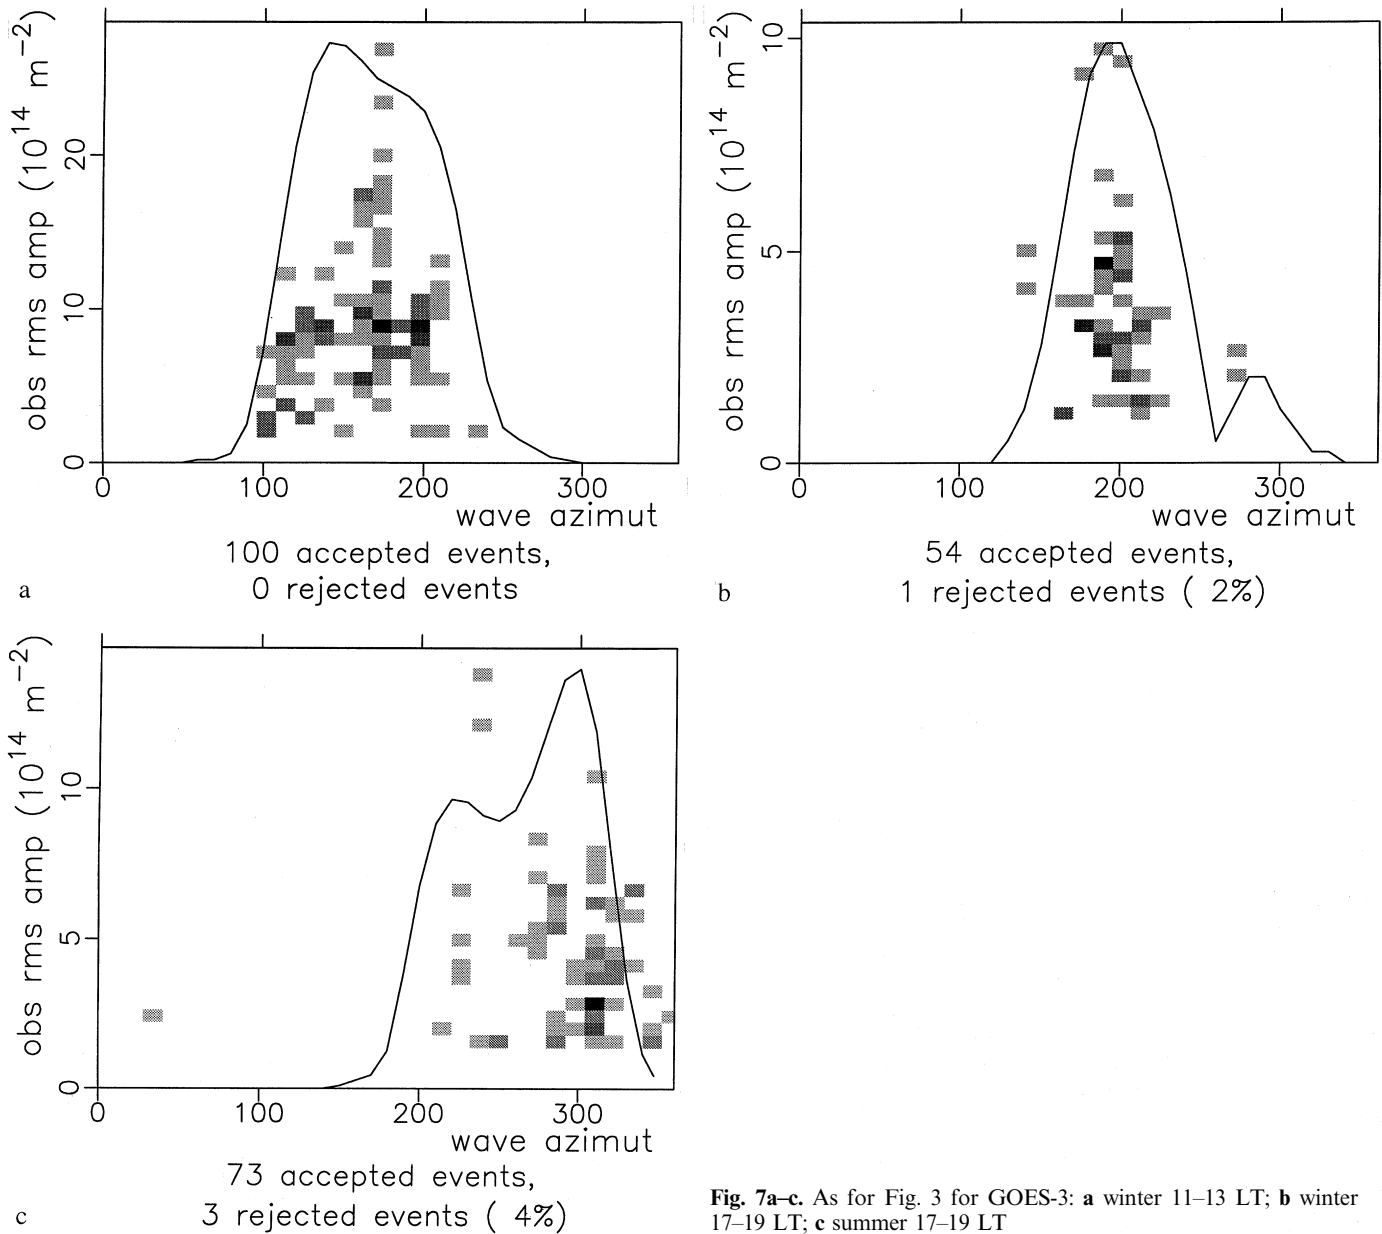 obs rms amp (10^14 m^-2)
20
10
0
0 100 200 300
wave azimut
100 accepted events,
0 rejected events
a
obs rms amp (10^14 m^-2)
10
5
0
0 100 200 300
wave azimut
54 accepted events,
1 rejected events ( 2%)
b
obs rms amp (10^14 m^-2)
10
5
0
0 100 200 300
wave azimut
73 accepted events,
3 rejected events ( 4%)
c
Fig. 7a–c. As for Fig. 3 for GOES-3: a winter 11–13 LT; b winter
17–19 LT; c summer 17–19 LT